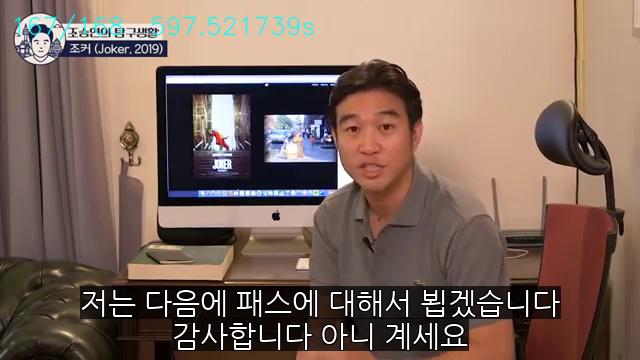 167/168 597.521739s
조승연의 탐구생활
조커 (Joker, 2019)
JOKER
저는 다음에 패스에 대해서 뵙겠습니다
감사합니다 아니 계세요